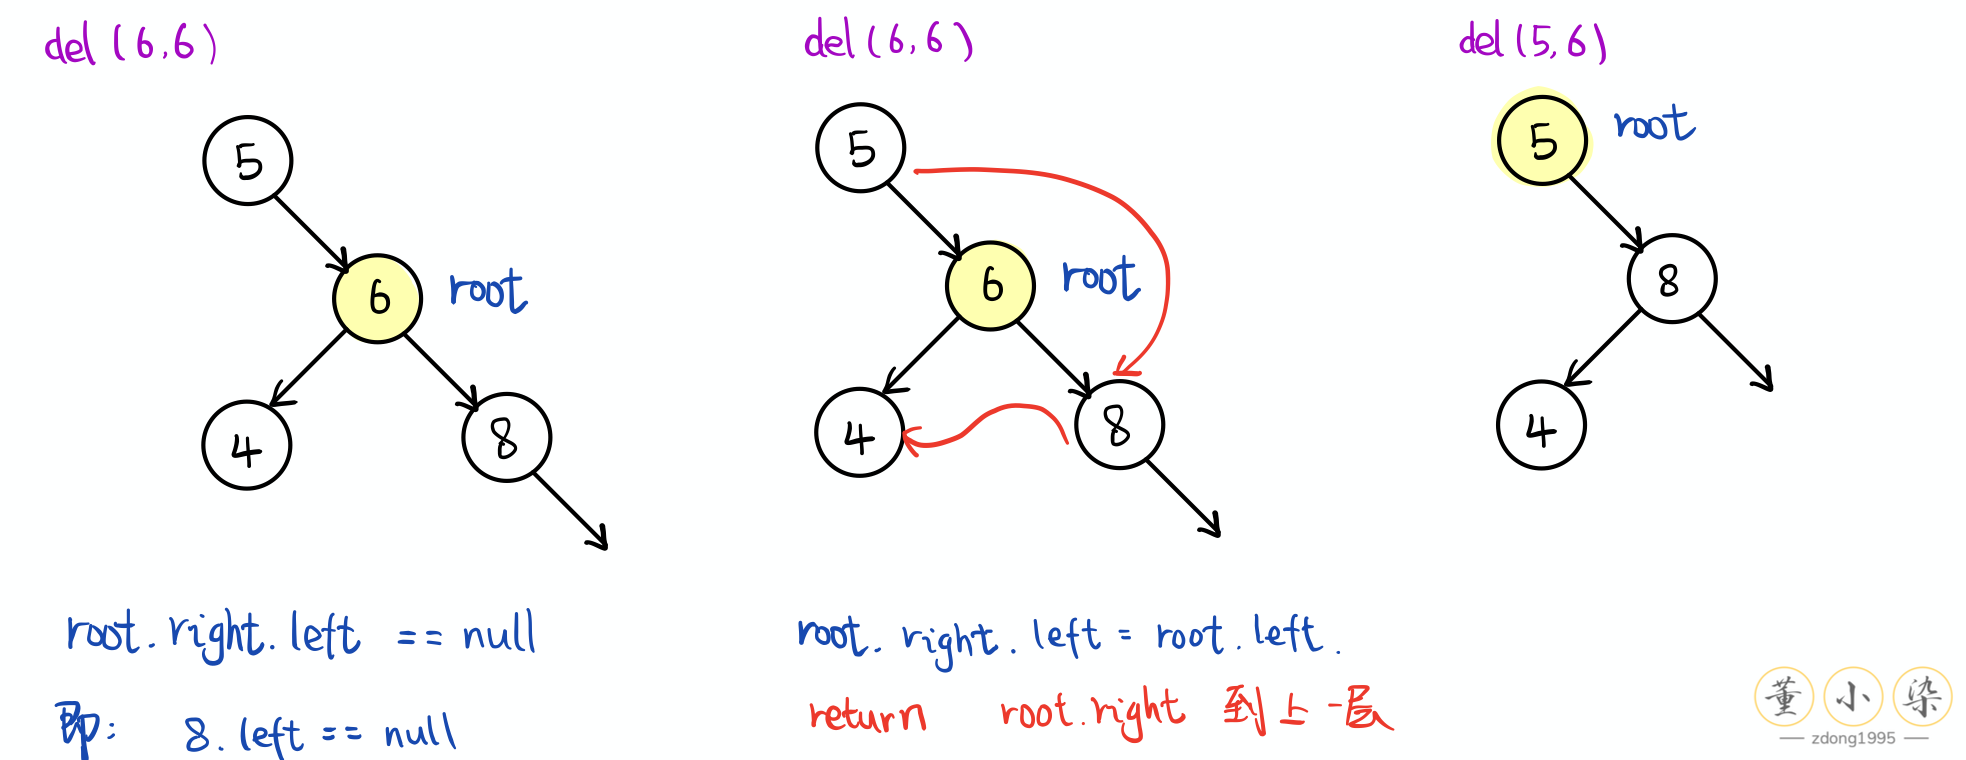 del(6,6)
5
6
root
4
8
root.right.left == null
即: 8.left == null
del(6,6)
5
6
root
4
8
root.right.left = root.left.
return root.right 到上一层
del(5,6)
5
root
8
4
董小染
zdong1995